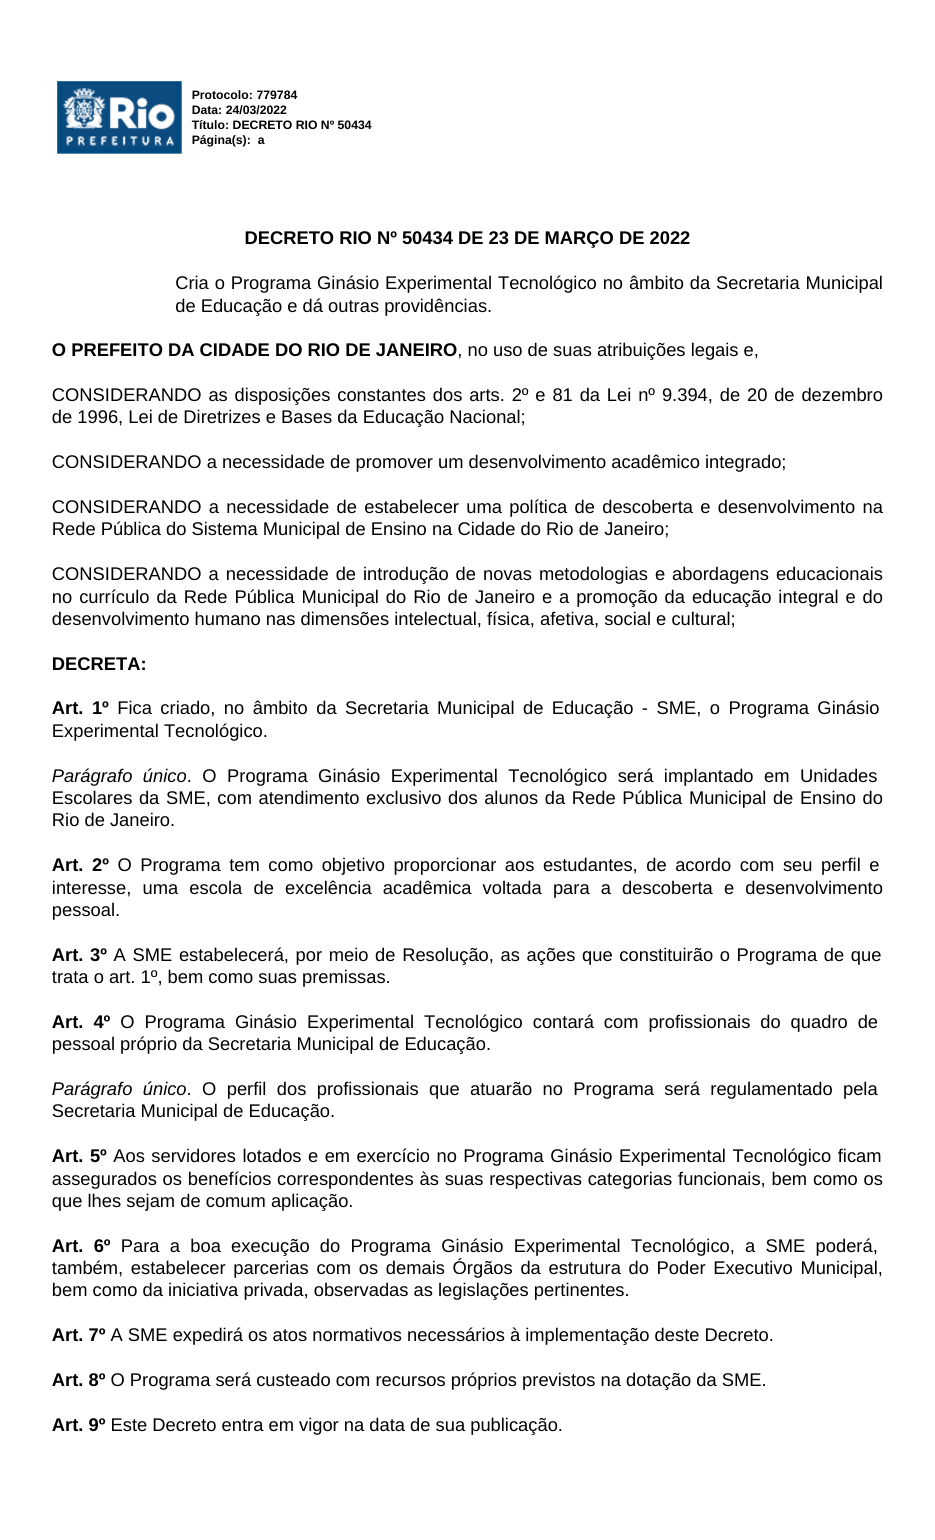 Rio
PREFEITURA
Protocolo: 779784
Data: 24/03/2022
Título: DECRETO RIO Nº 50434
Página(s): a
DECRETO RIO Nº 50434 DE 23 DE MARÇO DE 2022
Cria o Programa Ginásio Experimental Tecnológico no âmbito da Secretaria Municipal
de Educação e dá outras providências.
O PREFEITO DA CIDADE DO RIO DE JANEIRO, no uso de suas atribuições legais e,
CONSIDERANDO as disposições constantes dos arts. 2º e 81 da Lei nº 9.394, de 20 de dezembro
de 1996, Lei de Diretrizes e Bases da Educação Nacional;
CONSIDERANDO a necessidade de promover um desenvolvimento acadêmico integrado;
CONSIDERANDO a necessidade de estabelecer uma política de descoberta e desenvolvimento na
Rede Pública do Sistema Municipal de Ensino na Cidade do Rio de Janeiro;
CONSIDERANDO a necessidade de introdução de novas metodologias e abordagens educacionais
no currículo da Rede Pública Municipal do Rio de Janeiro e a promoção da educação integral e do
desenvolvimento humano nas dimensões intelectual, física, afetiva, social e cultural;
DECRETA:
Art. 1º Fica criado, no âmbito da Secretaria Municipal de Educação - SME, o Programa Ginásio
Experimental Tecnológico.
Parágrafo único. O Programa Ginásio Experimental Tecnológico será implantado em Unidades
Escolares da SME, com atendimento exclusivo dos alunos da Rede Pública Municipal de Ensino do
Rio de Janeiro.
Art. 2º O Programa tem como objetivo proporcionar aos estudantes, de acordo com seu perfil e
interesse, uma escola de excelência acadêmica voltada para a descoberta e desenvolvimento
pessoal.
Art. 3º A SME estabelecerá, por meio de Resolução, as ações que constituirão o Programa de que
trata o art. 1º, bem como suas premissas.
Art. 4º O Programa Ginásio Experimental Tecnológico contará com profissionais do quadro de
pessoal próprio da Secretaria Municipal de Educação.
Parágrafo único. O perfil dos profissionais que atuarão no Programa será regulamentado pela
Secretaria Municipal de Educação.
Art. 5º Aos servidores lotados e em exercício no Programa Ginásio Experimental Tecnológico ficam
assegurados os benefícios correspondentes às suas respectivas categorias funcionais, bem como os
que lhes sejam de comum aplicação.
Art. 6º Para a boa execução do Programa Ginásio Experimental Tecnológico, a SME poderá,
também, estabelecer parcerias com os demais Órgãos da estrutura do Poder Executivo Municipal,
bem como da iniciativa privada, observadas as legislações pertinentes.
Art. 7º A SME expedirá os atos normativos necessários à implementação deste Decreto.
Art. 8º O Programa será custeado com recursos próprios previstos na dotação da SME.
Art. 9º Este Decreto entra em vigor na data de sua publicação.